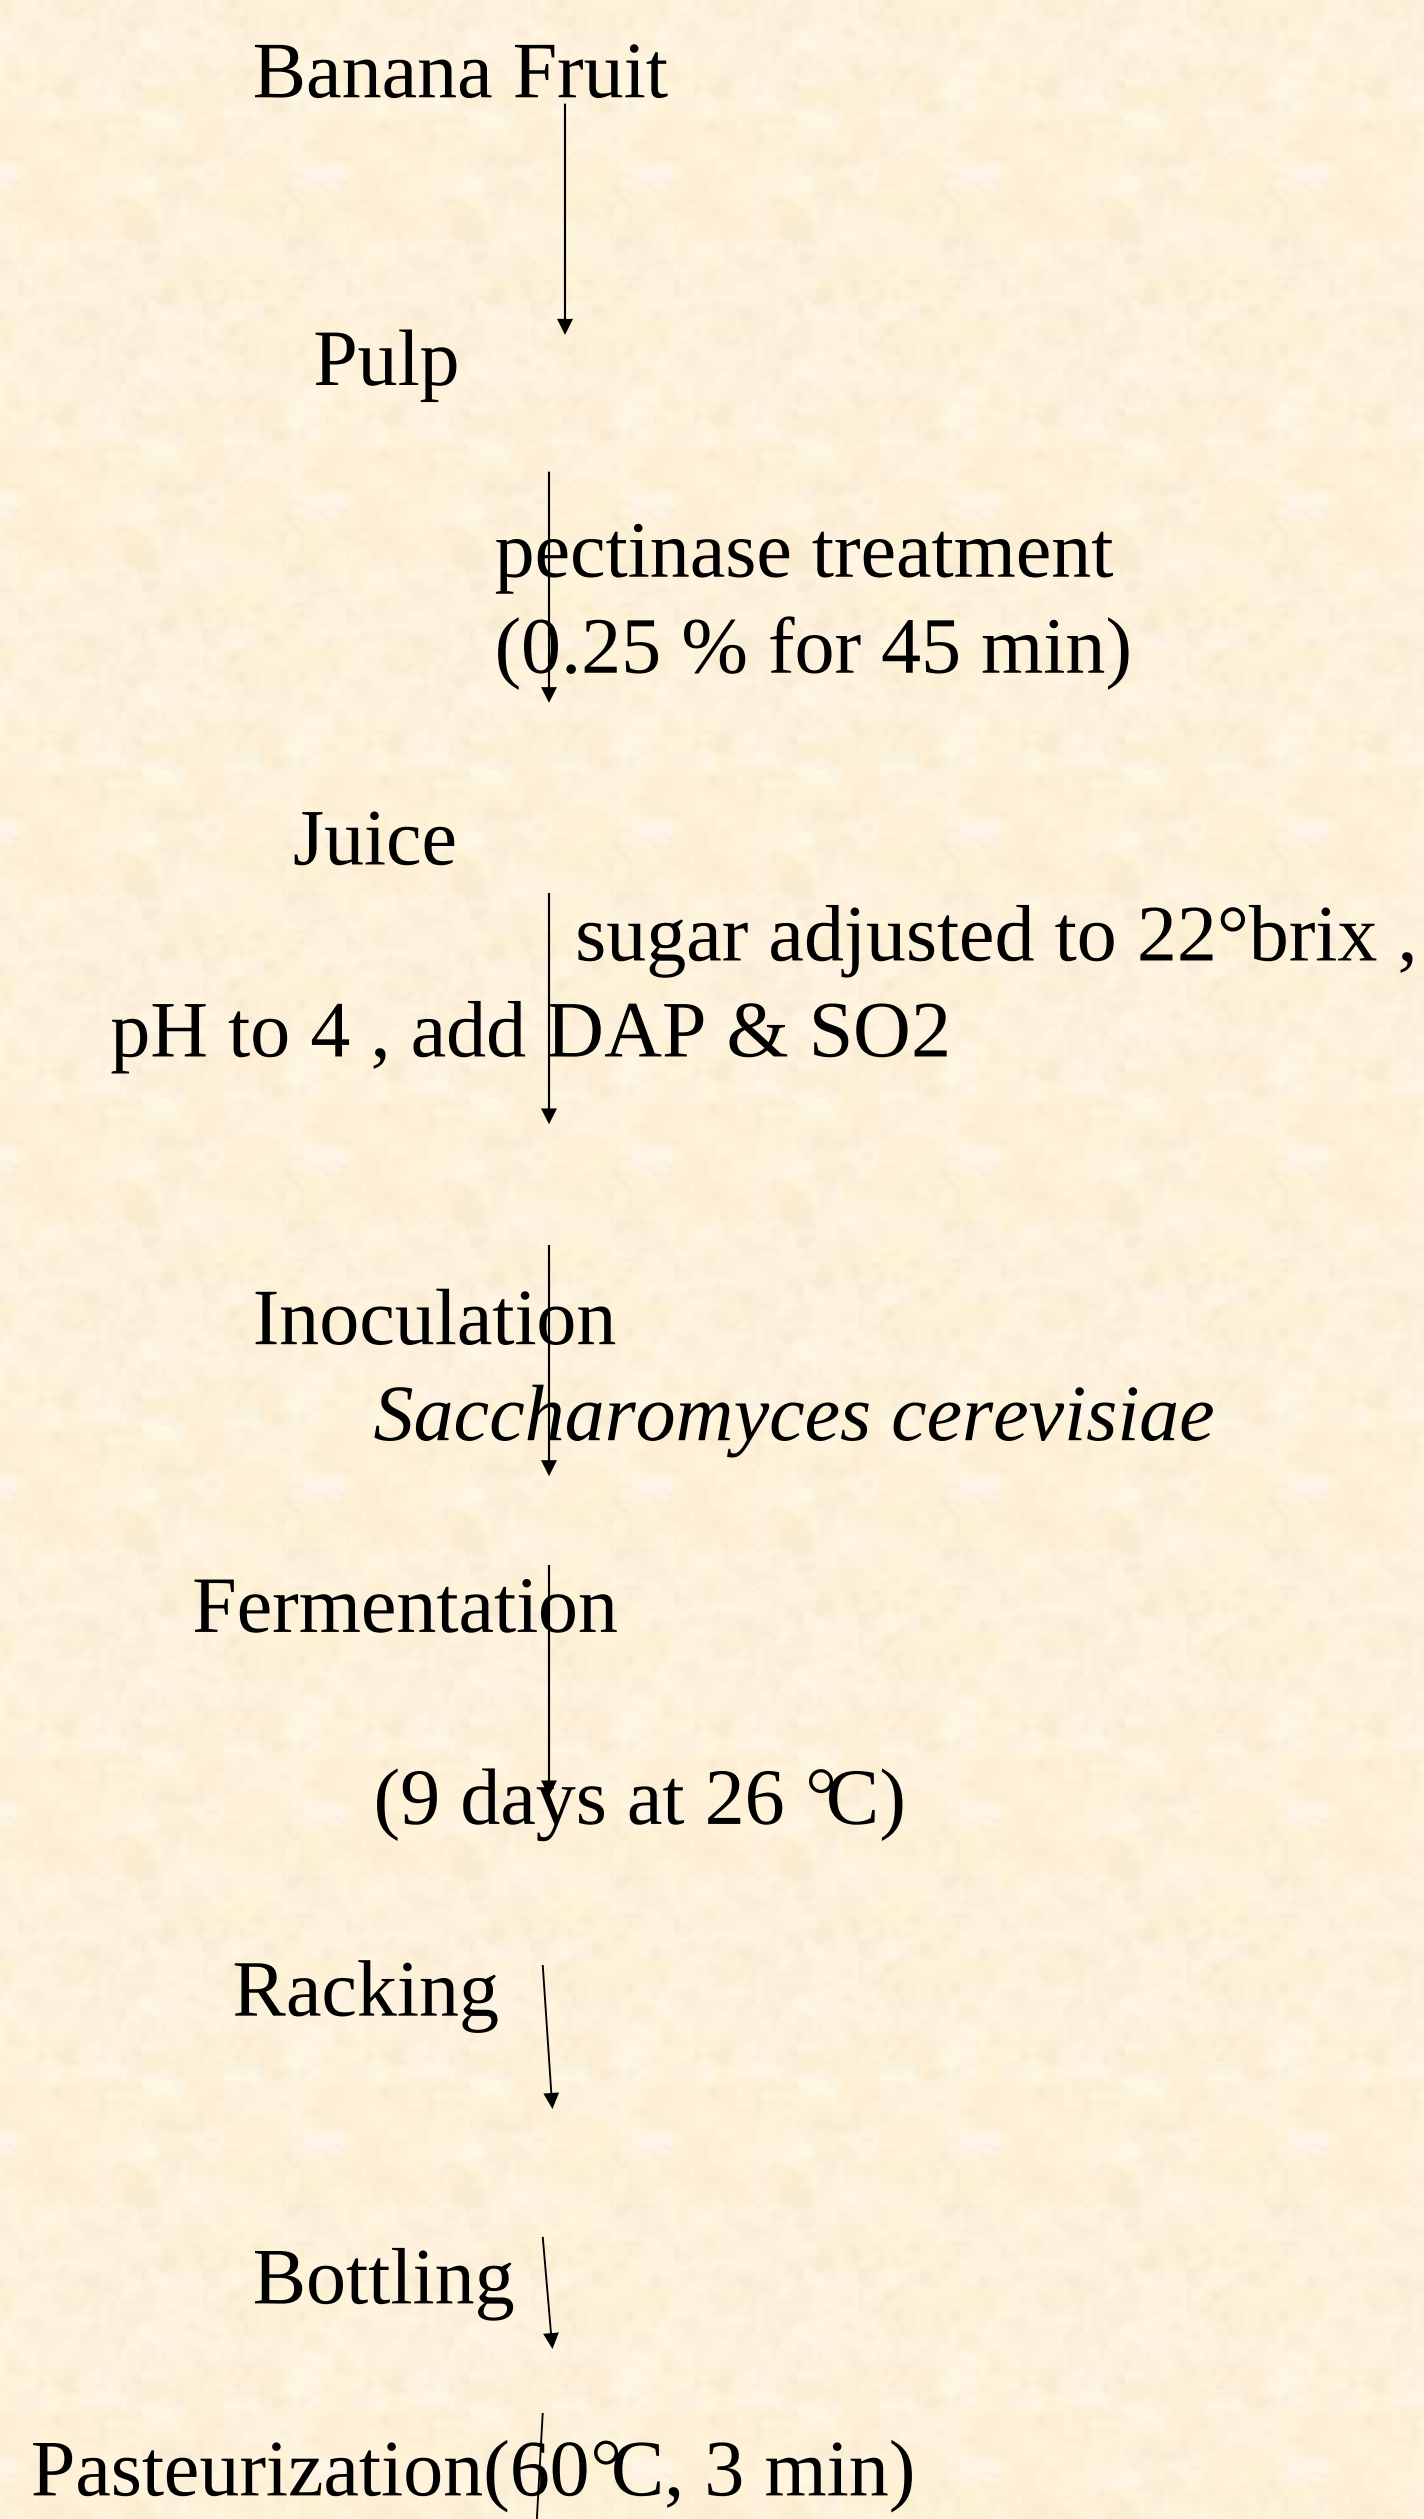 Banana Fruit
Pulp
pectinase treatment
(0.25 % for 45 min)
Juice
sugar adjusted to 22°brix ,
pH to 4 , add DAP & SO2
Inoculation
Saccharomyces cerevisiae
Fermentation
(9 days at 26 °C)
Racking
Bottling
Pasteurization(60°C, 3 min)